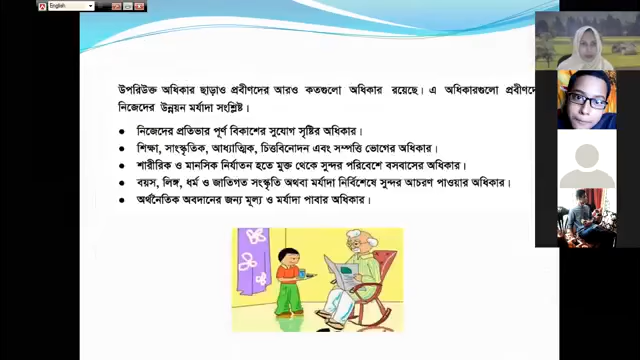 English
উপরিউক্ত অধিকার ছাড়াও প্রবীণদের আরও কতগুলো অধিকার রয়েছে। এ অধিকারগুলো প্রবীণদে
নিজেদের উন্নয়ন মর্যাদা সংশ্লিষ্ট।
● নিজেদের প্রতিভার পূর্ণ বিকাশের সুযোগ সৃষ্টির অধিকার।
● শিক্ষা, সাংস্কৃতিক, আধ্যাত্মিক, চিত্তবিনোদন এবং সম্পত্তি ভোগের অধিকার।
● শারীরিক ও মানসিক নির্যাতন হতে মুক্ত থেকে সুন্দর পরিবেশে বসবাসের অধিকার।
● বয়স, লিঙ্গ, ধর্ম ও জাতিগত সংস্কৃতি অথবা মর্যাদা নির্বিশেষে সুন্দর আচরণ পাওয়ার অধিকার।
● অর্থনৈতিক অবদানের জন্য মূল্য ও মর্যাদা পাবার অধিকার।